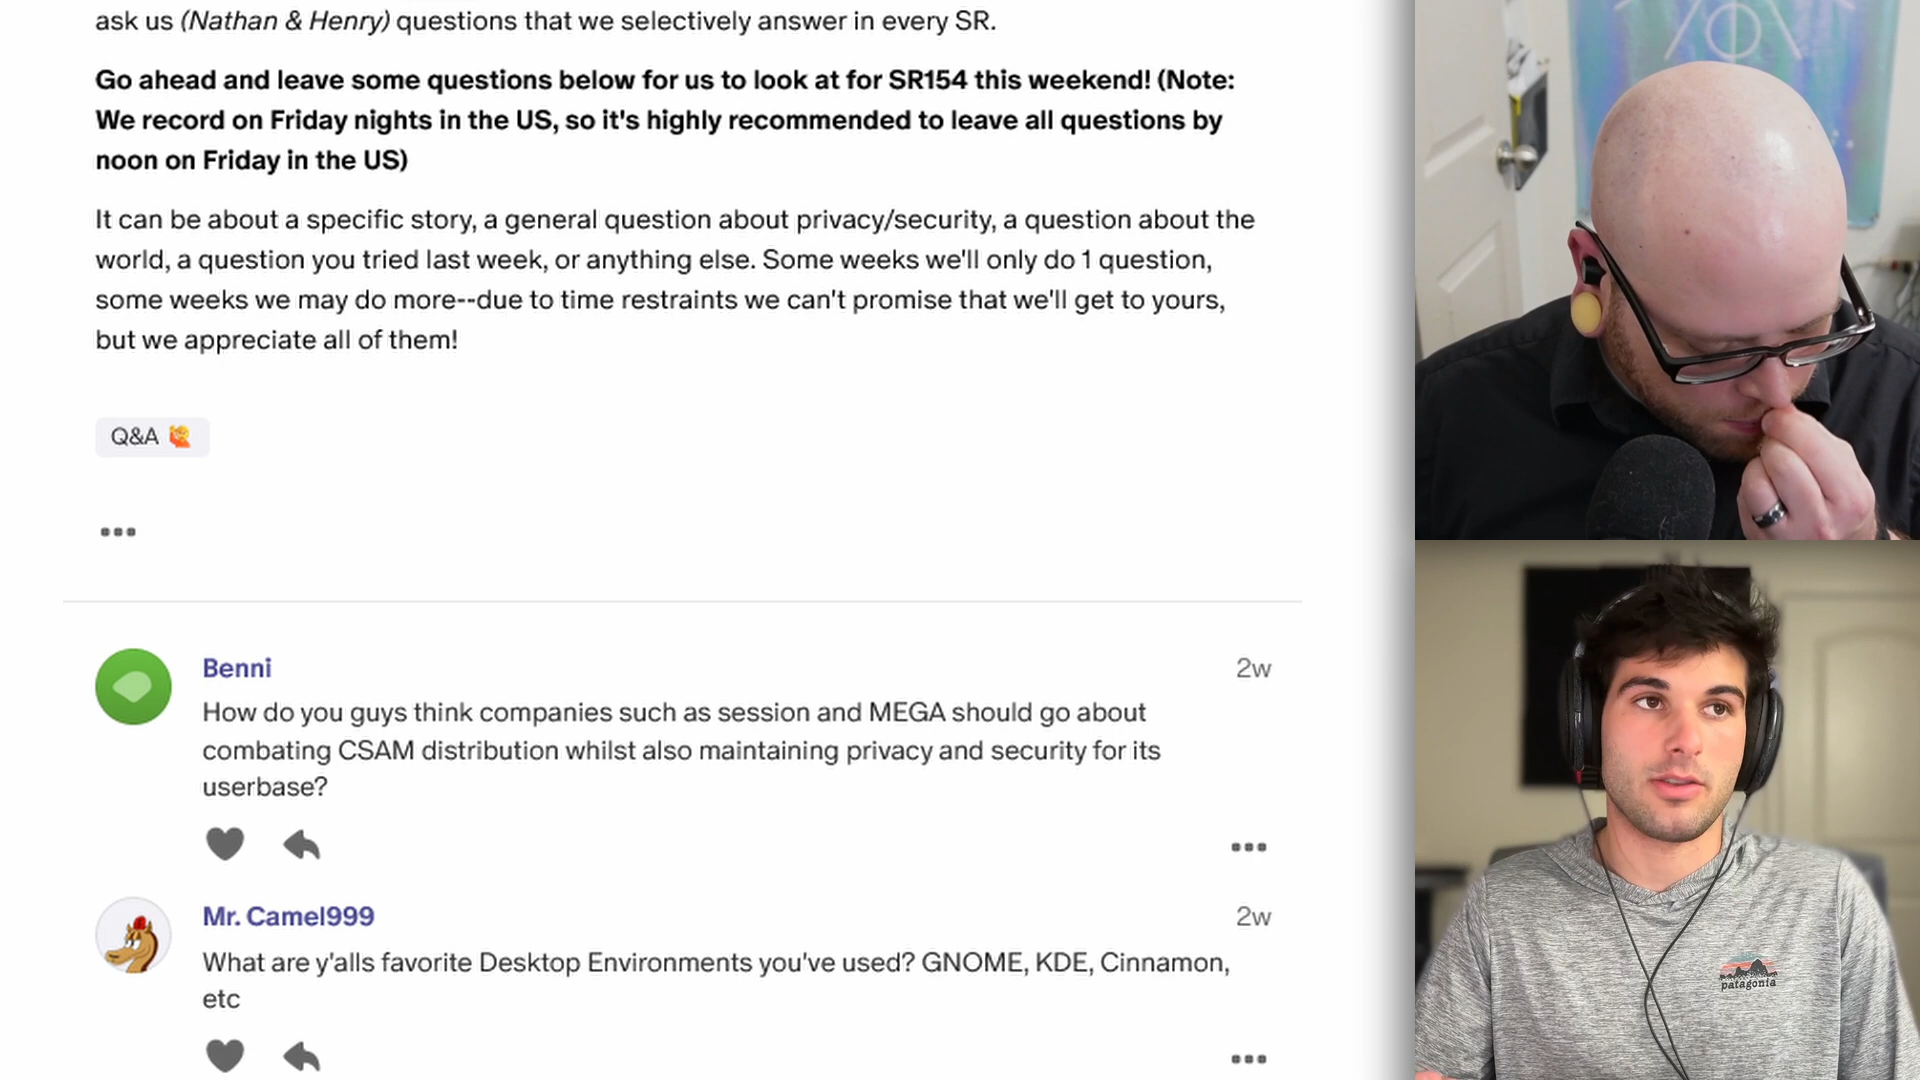 ask us (Nathan & Henry) questions that we selectively answer in every SR.
Go ahead and leave some questions below for us to look at for SR154 this weekend! (Note:
We record on Friday nights in the US, so it's highly recommended to leave all questions by
noon on Friday in the US)
It can be about a specific story, a general question about privacy/security, a question about the
world, a question you tried last week, or anything else. Some weeks we'll only do 1 question,
some weeks we may do more--due to time restraints we can't promise that we'll get to yours,
but we appreciate all of them!
Q&A
Benni
2w
How do you guys think companies such as session and MEGA should go about
combating CSAM distribution whilst also maintaining privacy and security for its
userbase?
Mr. Camel999
2w
What are y'alls favorite Desktop Environments you've used? GNOME, KDE, Cinnamon,
etc
patagonia